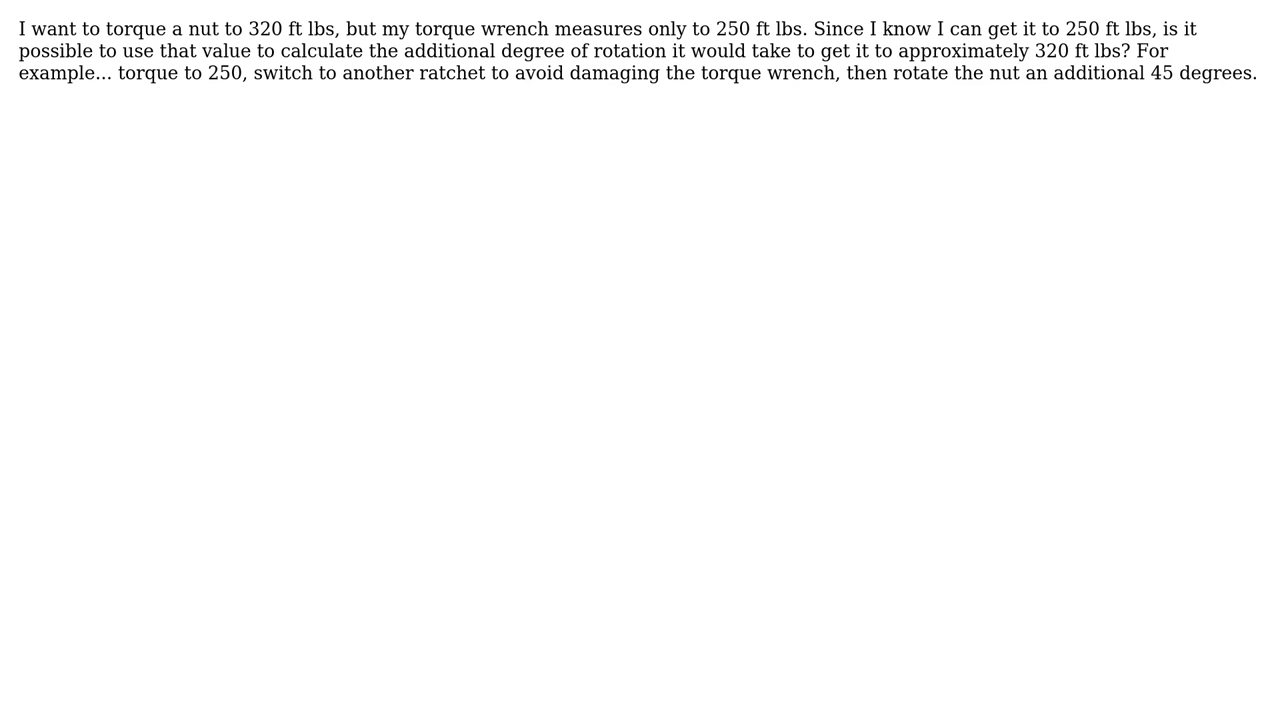 I want to torque a nut to 320 ft lbs, but my torque wrench measures only to 250 ft lbs. Since I know I can get it to 250 ft lbs, is it
possible to use that value to calculate the additional degree of rotation it would take to get it to approximately 320 ft lbs? For
example... torque to 250, switch to another ratchet to avoid damaging the torque wrench, then rotate the nut an additional 45 degrees.